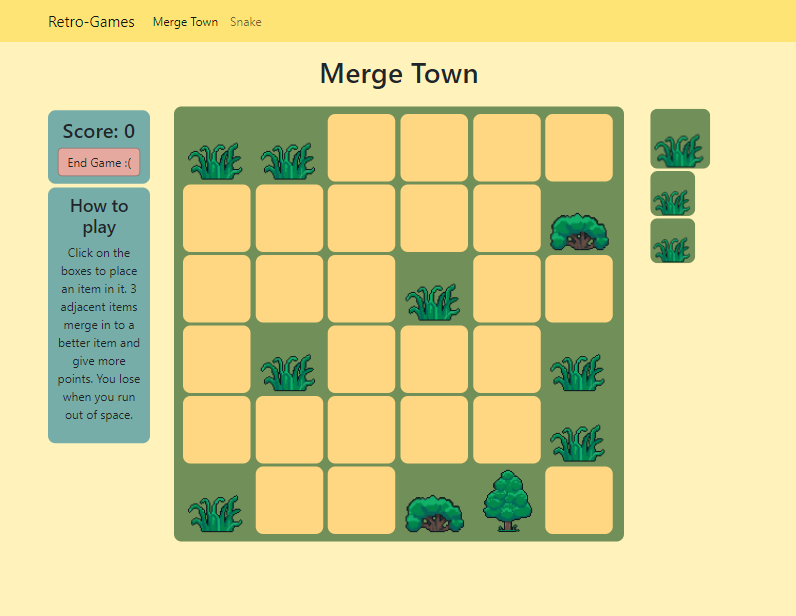 Retro-Games Merge Town Snake
Merge Town
Score: 0
End Game :(
How to
play
Click on the
boxes to place
an item in it. 3
adjacent items
merge in to a
better item and
give more
points. You lose
when you run
out of space.